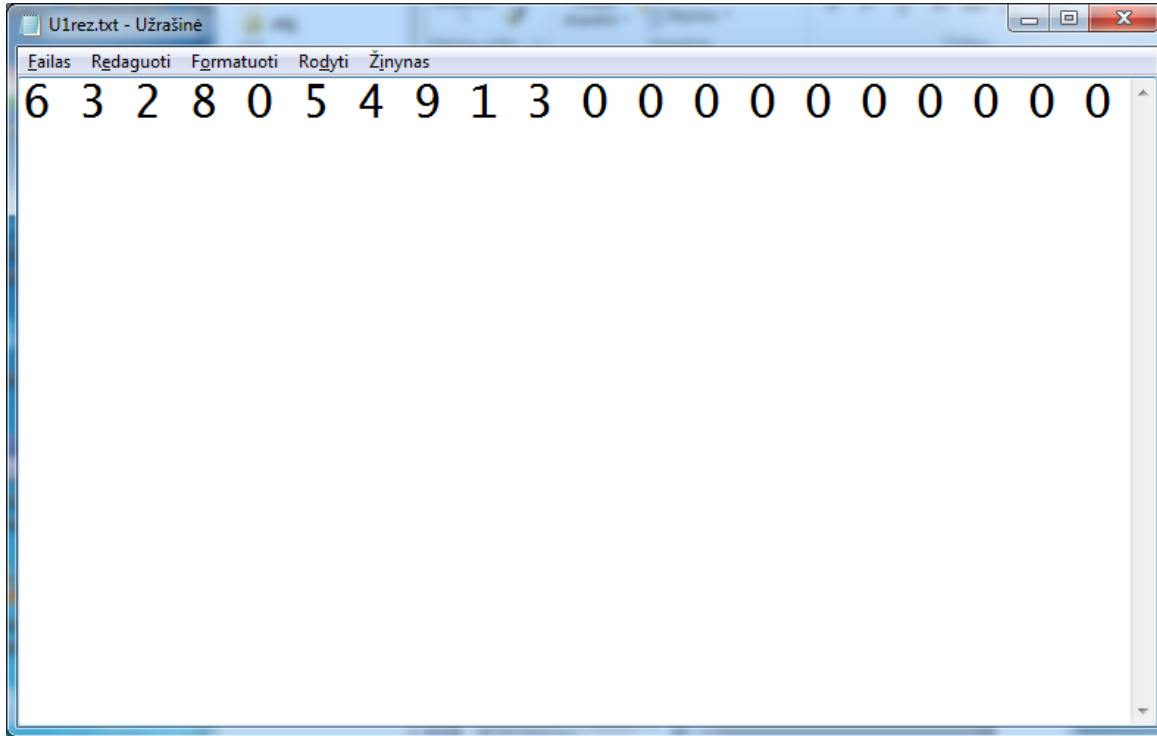 U1rez.txt - Užrašinė
Failas Redaguoti Formatuoti Rodyti Žinynas
6 3 2 8 0 5 4 9 1 3 0 0 0 0 0 0 0 0 0 0